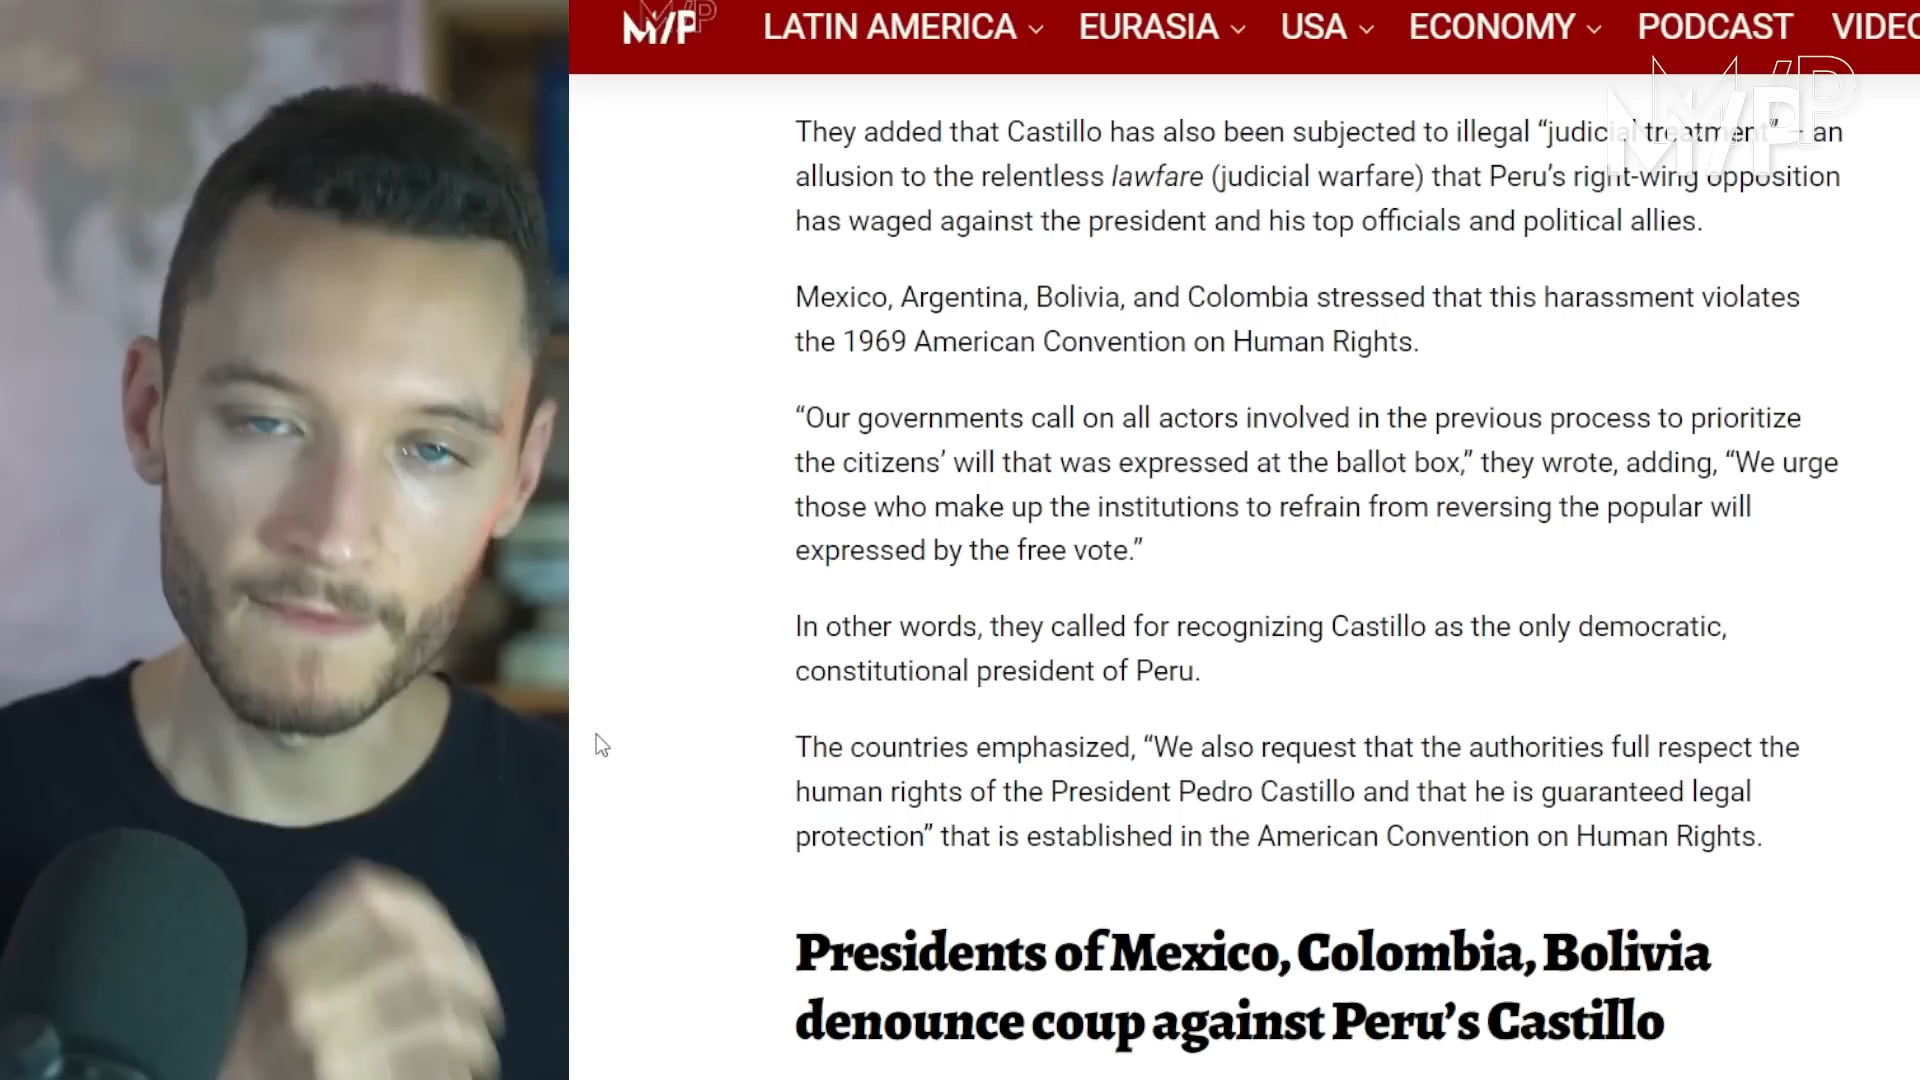 M/P
LATIN AMERICA
EURASIA
USA
ECONOMY
PODCAST
VIDEO
M/P
They added that Castillo has also been subjected to illegal “judicial treatment” – an
allusion to the relentless lawfare (judicial warfare) that Peru’s right-wing opposition
has waged against the president and his top officials and political allies.
Mexico, Argentina, Bolivia, and Colombia stressed that this harassment violates
the 1969 American Convention on Human Rights.
“Our governments call on all actors involved in the previous process to prioritize
the citizens’ will that was expressed at the ballot box,” they wrote, adding, “We urge
those who make up the institutions to refrain from reversing the popular will
expressed by the free vote.”
In other words, they called for recognizing Castillo as the only democratic,
constitutional president of Peru.
The countries emphasized, “We also request that the authorities full respect the
human rights of the President Pedro Castillo and that he is guaranteed legal
protection” that is established in the American Convention on Human Rights.
Presidents of Mexico, Colombia, Bolivia
denounce coup against Peru’s Castillo